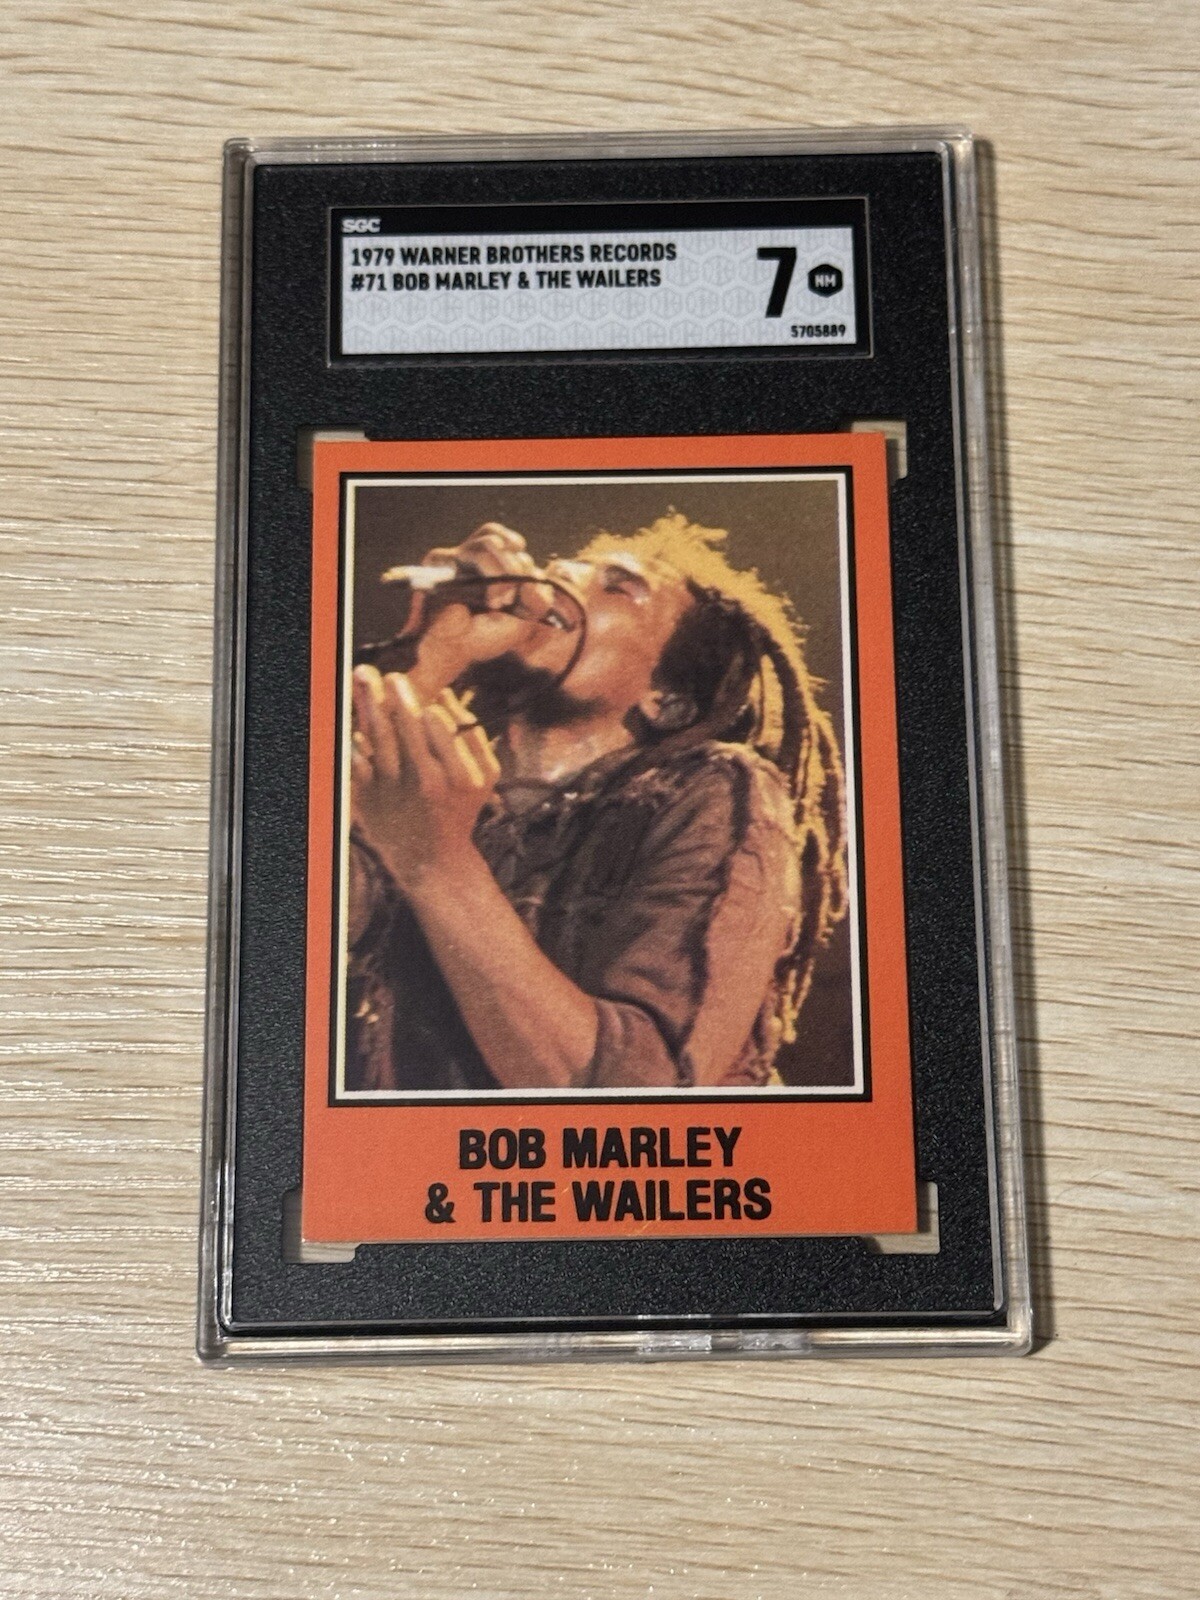 SGC
1979 WARNER BROTHERS RECORDS
#71 BOB MARLEY & THE WAILERS
7 NM
5705889
BOB MARLEY
& THE WAILERS